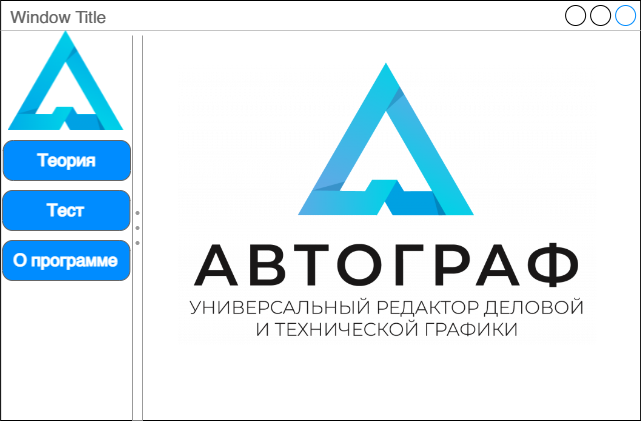 Window Title
Теория
Тест
О программе
АВТОГРАФ
УНИВЕРСАЛЬНЫЙ РЕДАКТОР ДЕЛОВОЙ
И ТЕХНИЧЕСКОЙ ГРАФИКИ